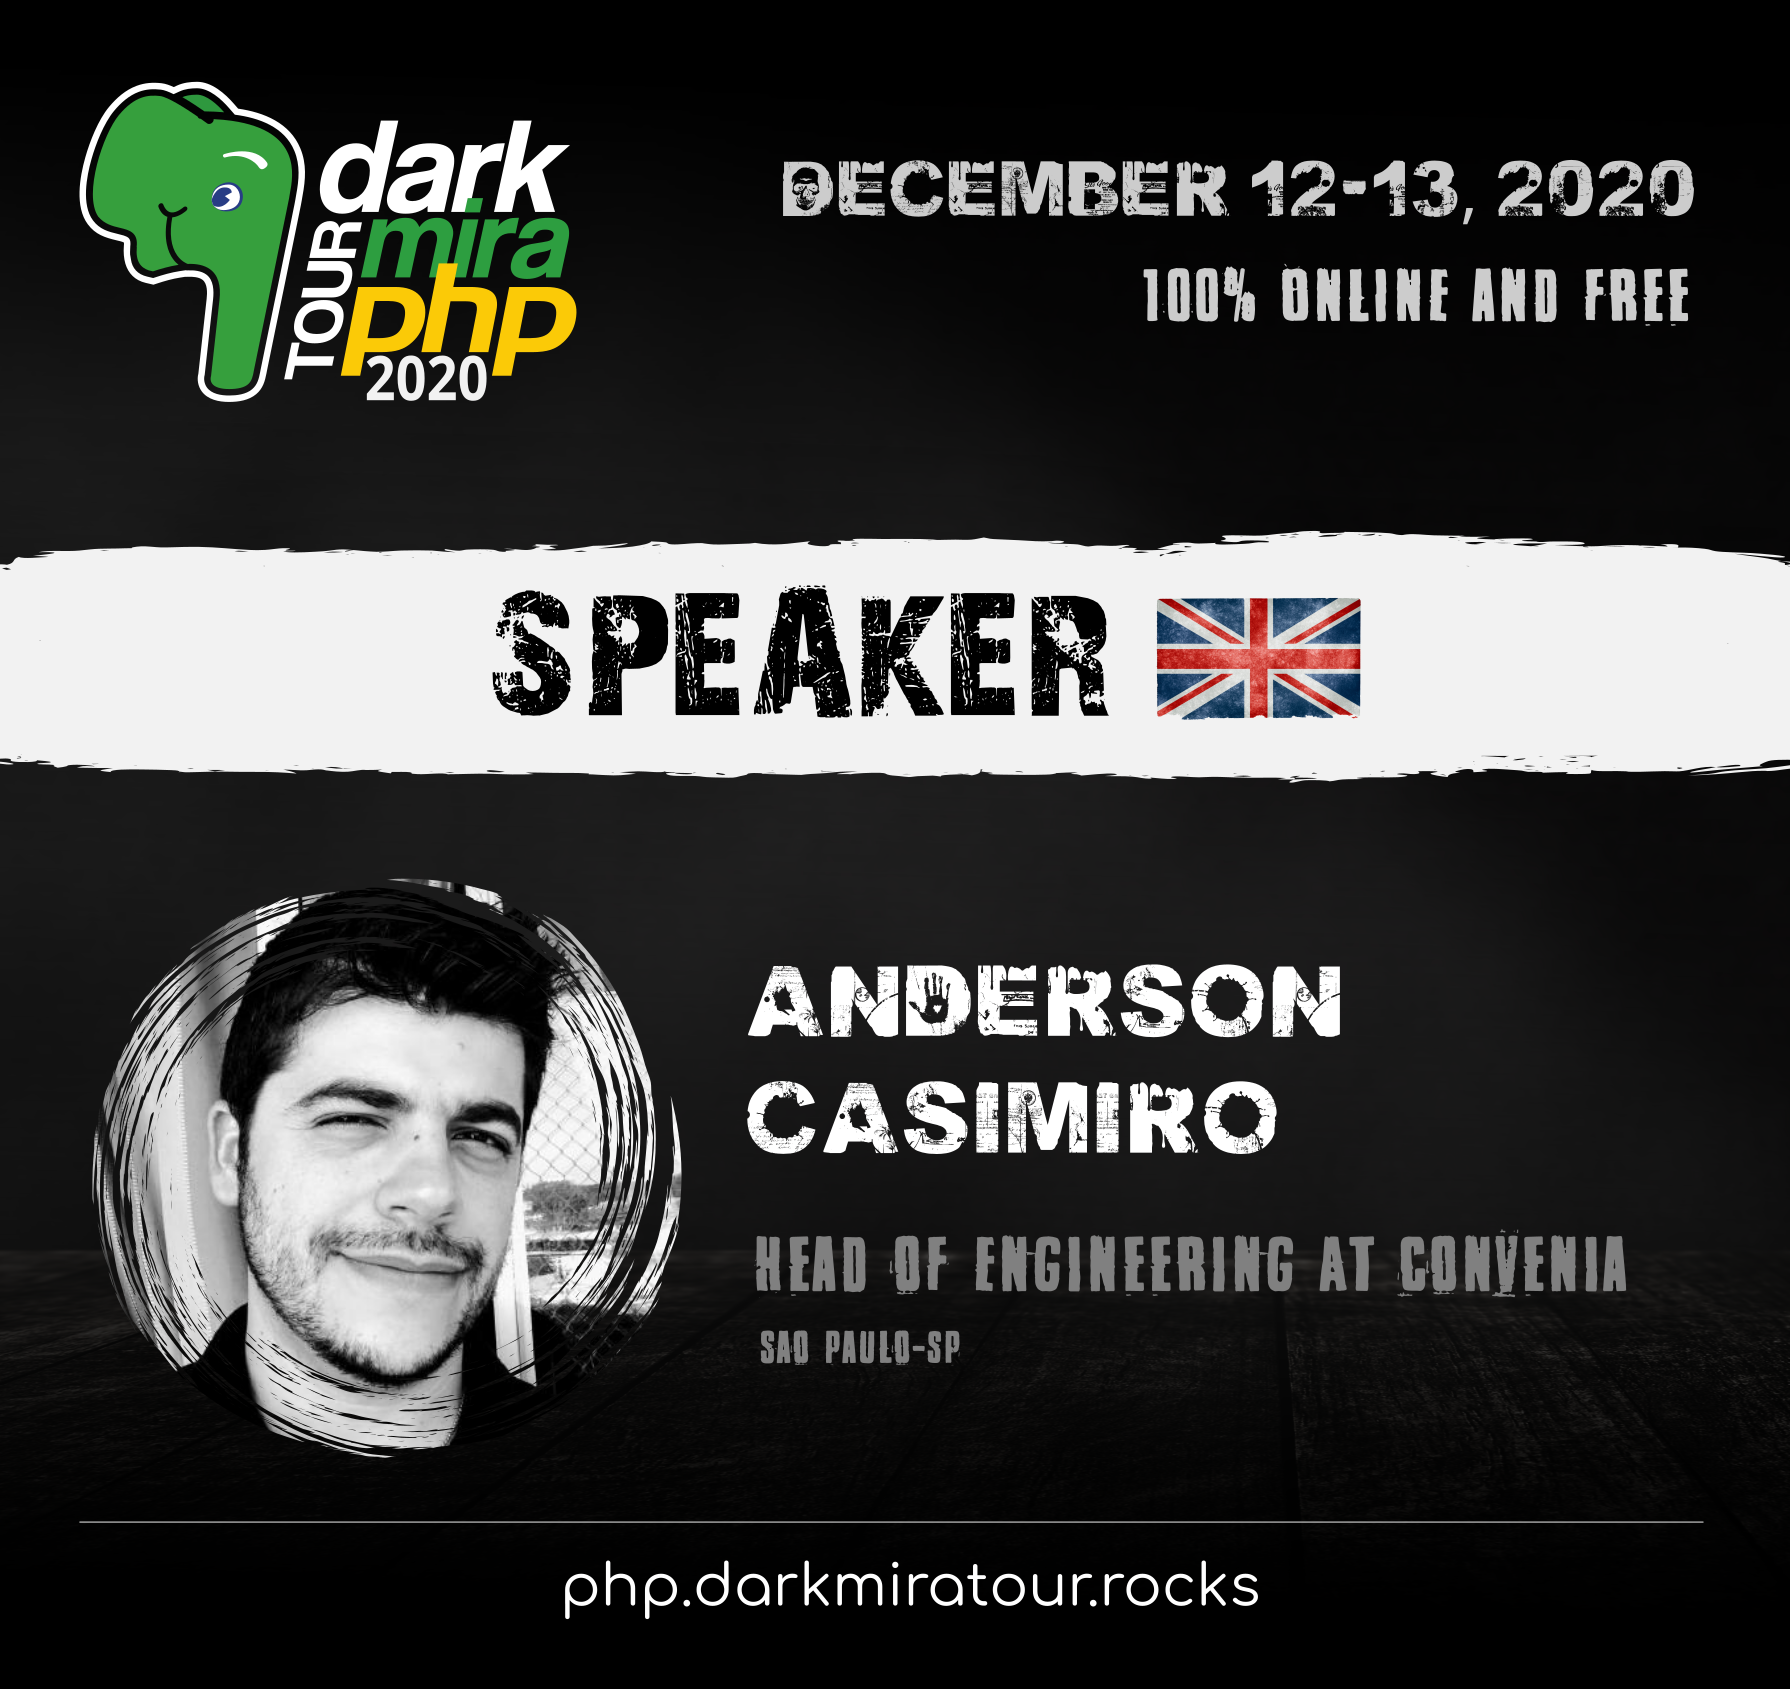 dark
mira
php
TOUR
2020
DECEMBER 12-13, 2020
100% ONLINE AND FREE
SPEAKER
ANDERSON
CASIMIRO
HEAD OF ENGINEERING AT CONVENIA
SAO PAULO-SP
php.darkmiratour.rocks